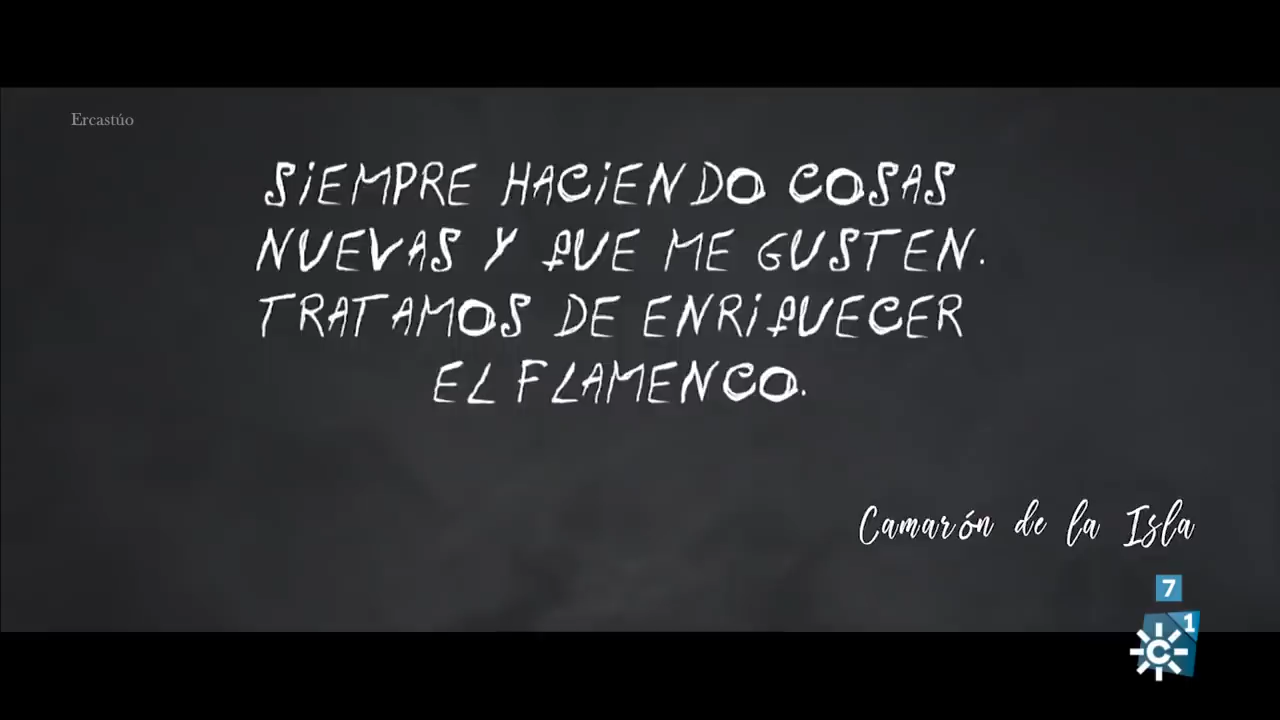 Ercastúo
SiEMPRE HACiENDO COSAS
NUEVAS Y QUE ME GUSTEN.
TRATAMOS DE ENRiQUECER
EL FLAMENCO.
Camarón de la Isla
7
1
C